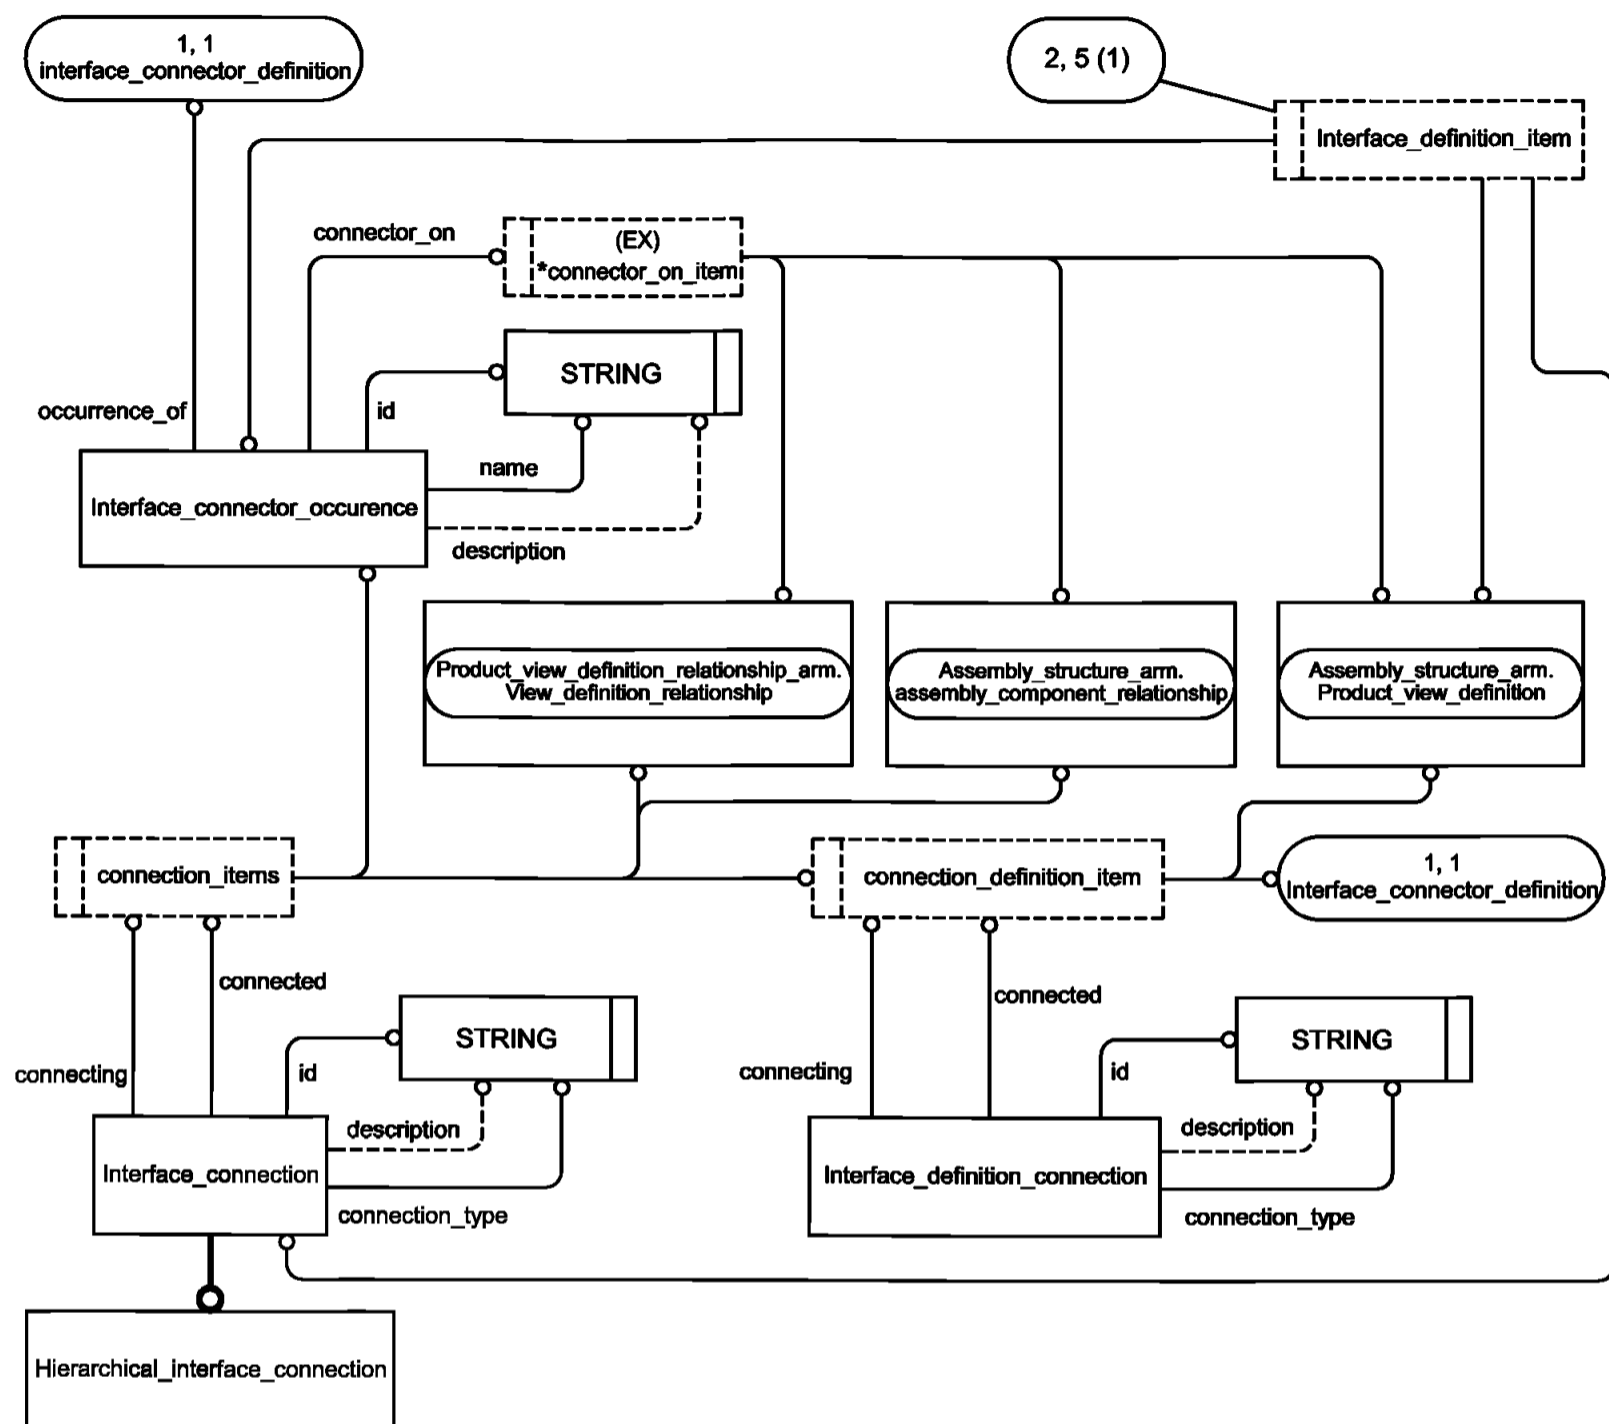 1, 1
interface_connector_definition
2, 5 (1)
Interface_definition_item
connector_on
(EX)
*connector_on_item
STRING
occurrence_of
id
name
Interface_connector_occurence
description
Product_view_definition_relationship_arm.
View_definition_relationship
Assembly_structure_arm.
assembly_component_relationship
Assembly_structure_arm.
Product_view_definition
connection_items
connection_definition_item
1, 1
Interface_connector_definition
connected
connected
STRING
STRING
connecting
id
connecting
id
description
description
Interface_connection
Interface_definition_connection
connection_type
connection_type
Hierarchical_interface_connection